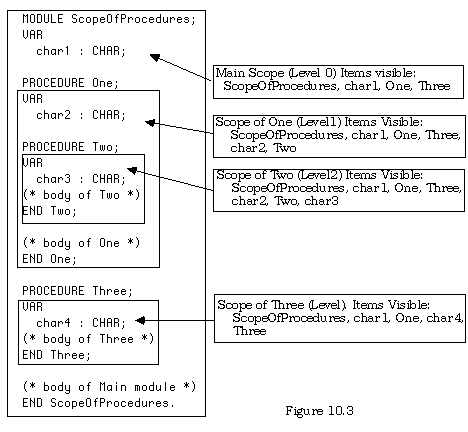 MODULE ScopeOfProcedures;
VAR
char1 : CHAR;
PROCEDURE One;
VAR
char2 : CHAR;
PROCEDURE Two;
VAR
char3 : CHAR;
(* body of Two *)
END Two;
(* body of One *)
END One;
PROCEDURE Three;
VAR
char4 : CHAR;
(* body of Three *)
END Three;
(* body of Main module *)
END ScopeOfProcedures.
Main Scope (Level 0) Items visible:
ScopeOfProcedures, char1, One, Three
Scope of One (Level1) Items Visible:
ScopeOfProcedures, char1, One, Three,
char2, Two
Scope of Two (Level2) Items Visible:
ScopeOfProcedures, char1, One, Three,
char2, Two, char3
Scope of Three (Level). Items Visible:
ScopeOfProcedures, char1, One, char4,
Three
Figure 10.3